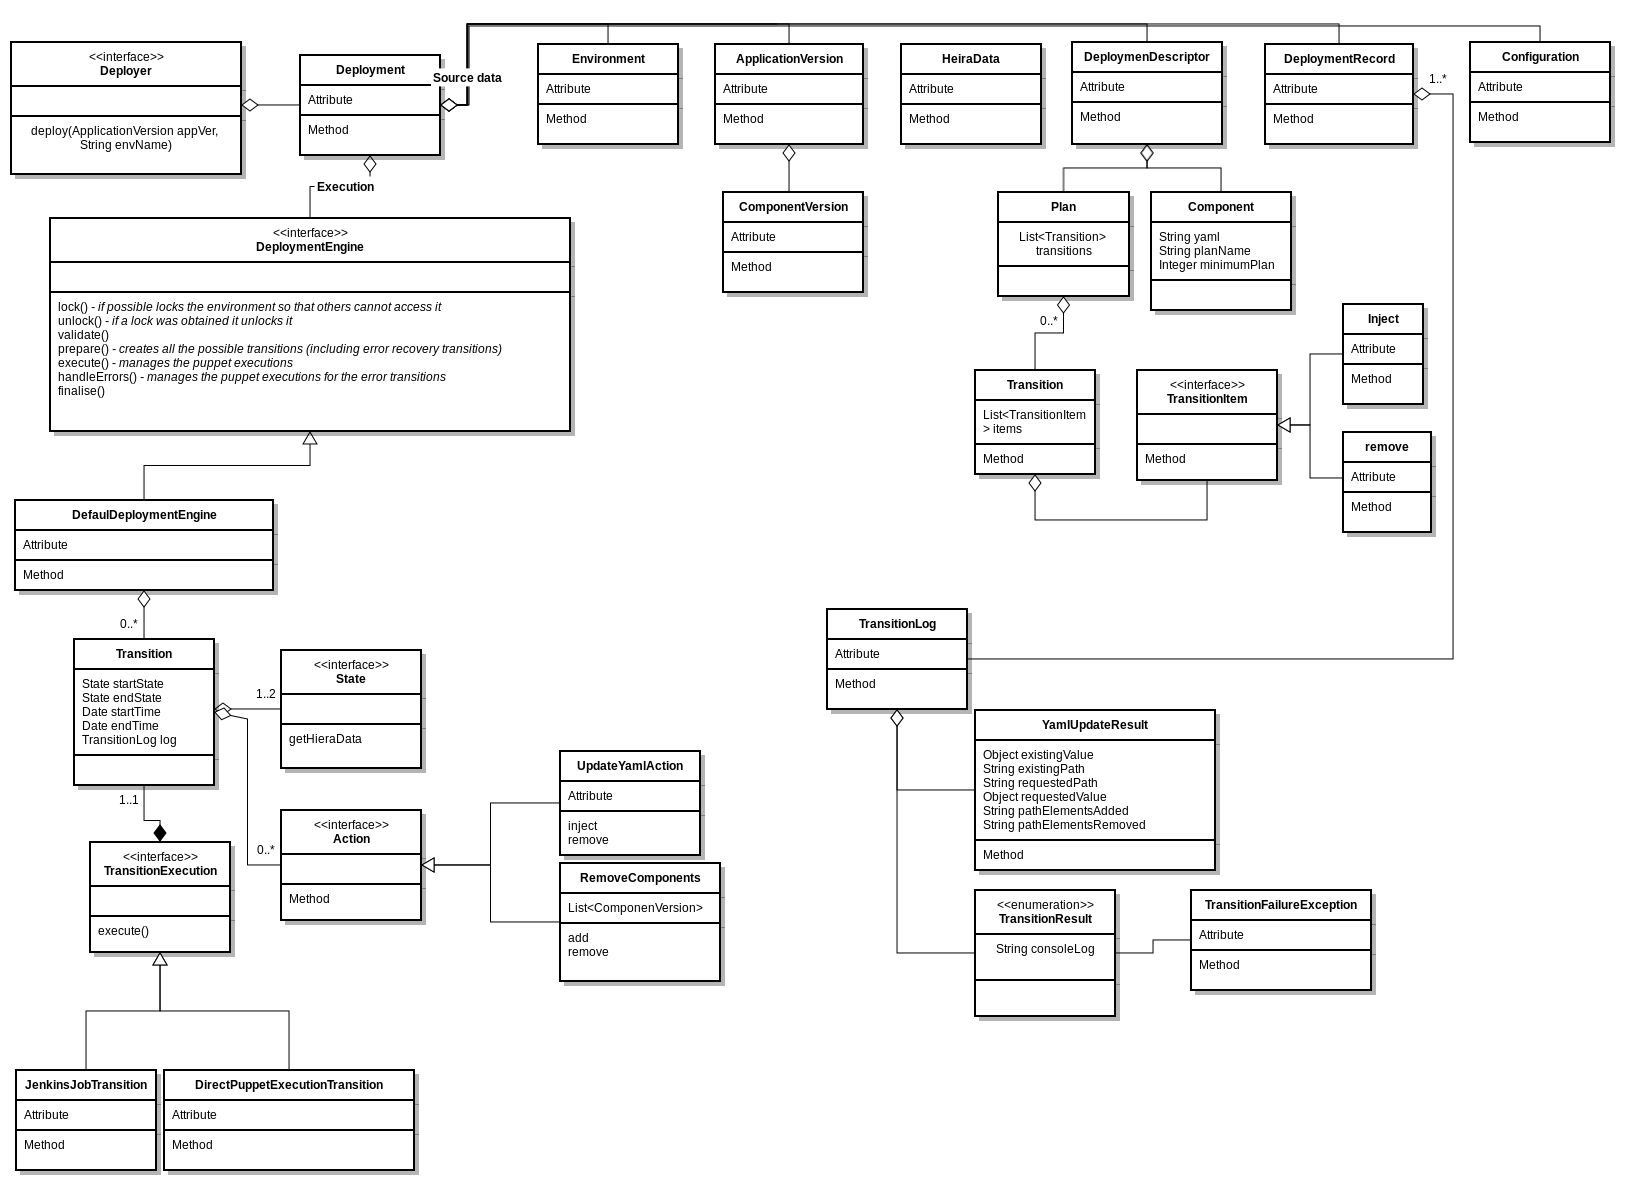 <<interface>>
Deployer
deploy(ApplicationVersion appVer,
String envName)
Deployment
Attribute
Method
Source data
Execution
Environment
Attribute
Method
ApplicationVersion
Attribute
Method
HeiraData
Attribute
Method
DeploymenDescriptor
Attribute
Method
DeploymentRecord
Attribute
Method
1..*
Configuration
Attribute
Method
<<interface>>
DeploymentEngine
lock() - if possible locks the environment so that others cannot access it
unlock() - if a lock was obtained it unlocks it
validate()
prepare() - creates all the possible transitions (including error recovery transitions)
execute() - manages the puppet executions
handleErrors() - manages the puppet executions for the error transitions
finalise()
ComponentVersion
Attribute
Method
Plan
List<Transition>
transitions
0..*
Component
String yaml
String planName
Integer minimumPlan
Transition
List<TransitionItem
> items
Method
<<interface>>
TransitionItem
Method
Inject
Attribute
Method
remove
Attribute
Method
DefaulDeploymentEngine
Attribute
Method
0..*
Transition
State startState
State endState
Date startTime
Date endTime
TransitionLog log
1..2
<<interface>>
State
getHieraData
1..1
<<interface>>
TransitionExecution
execute()
0..*
<<interface>>
Action
Method
UpdateYamlAction
Attribute
inject
remove
RemoveComponents
List<ComponenVersion>
add
remove
TransitionLog
Attribute
Method
YamlUpdateResult
Object existingValue
String existingPath
String requestedPath
Object requestedValue
String pathElementsAdded
String pathElementsRemoved
Method
<<enumeration>>
TransitionResult
String consoleLog
TransitionFailureException
Attribute
Method
JenkinsJobTransition
Attribute
Method
DirectPuppetExecutionTransition
Attribute
Method